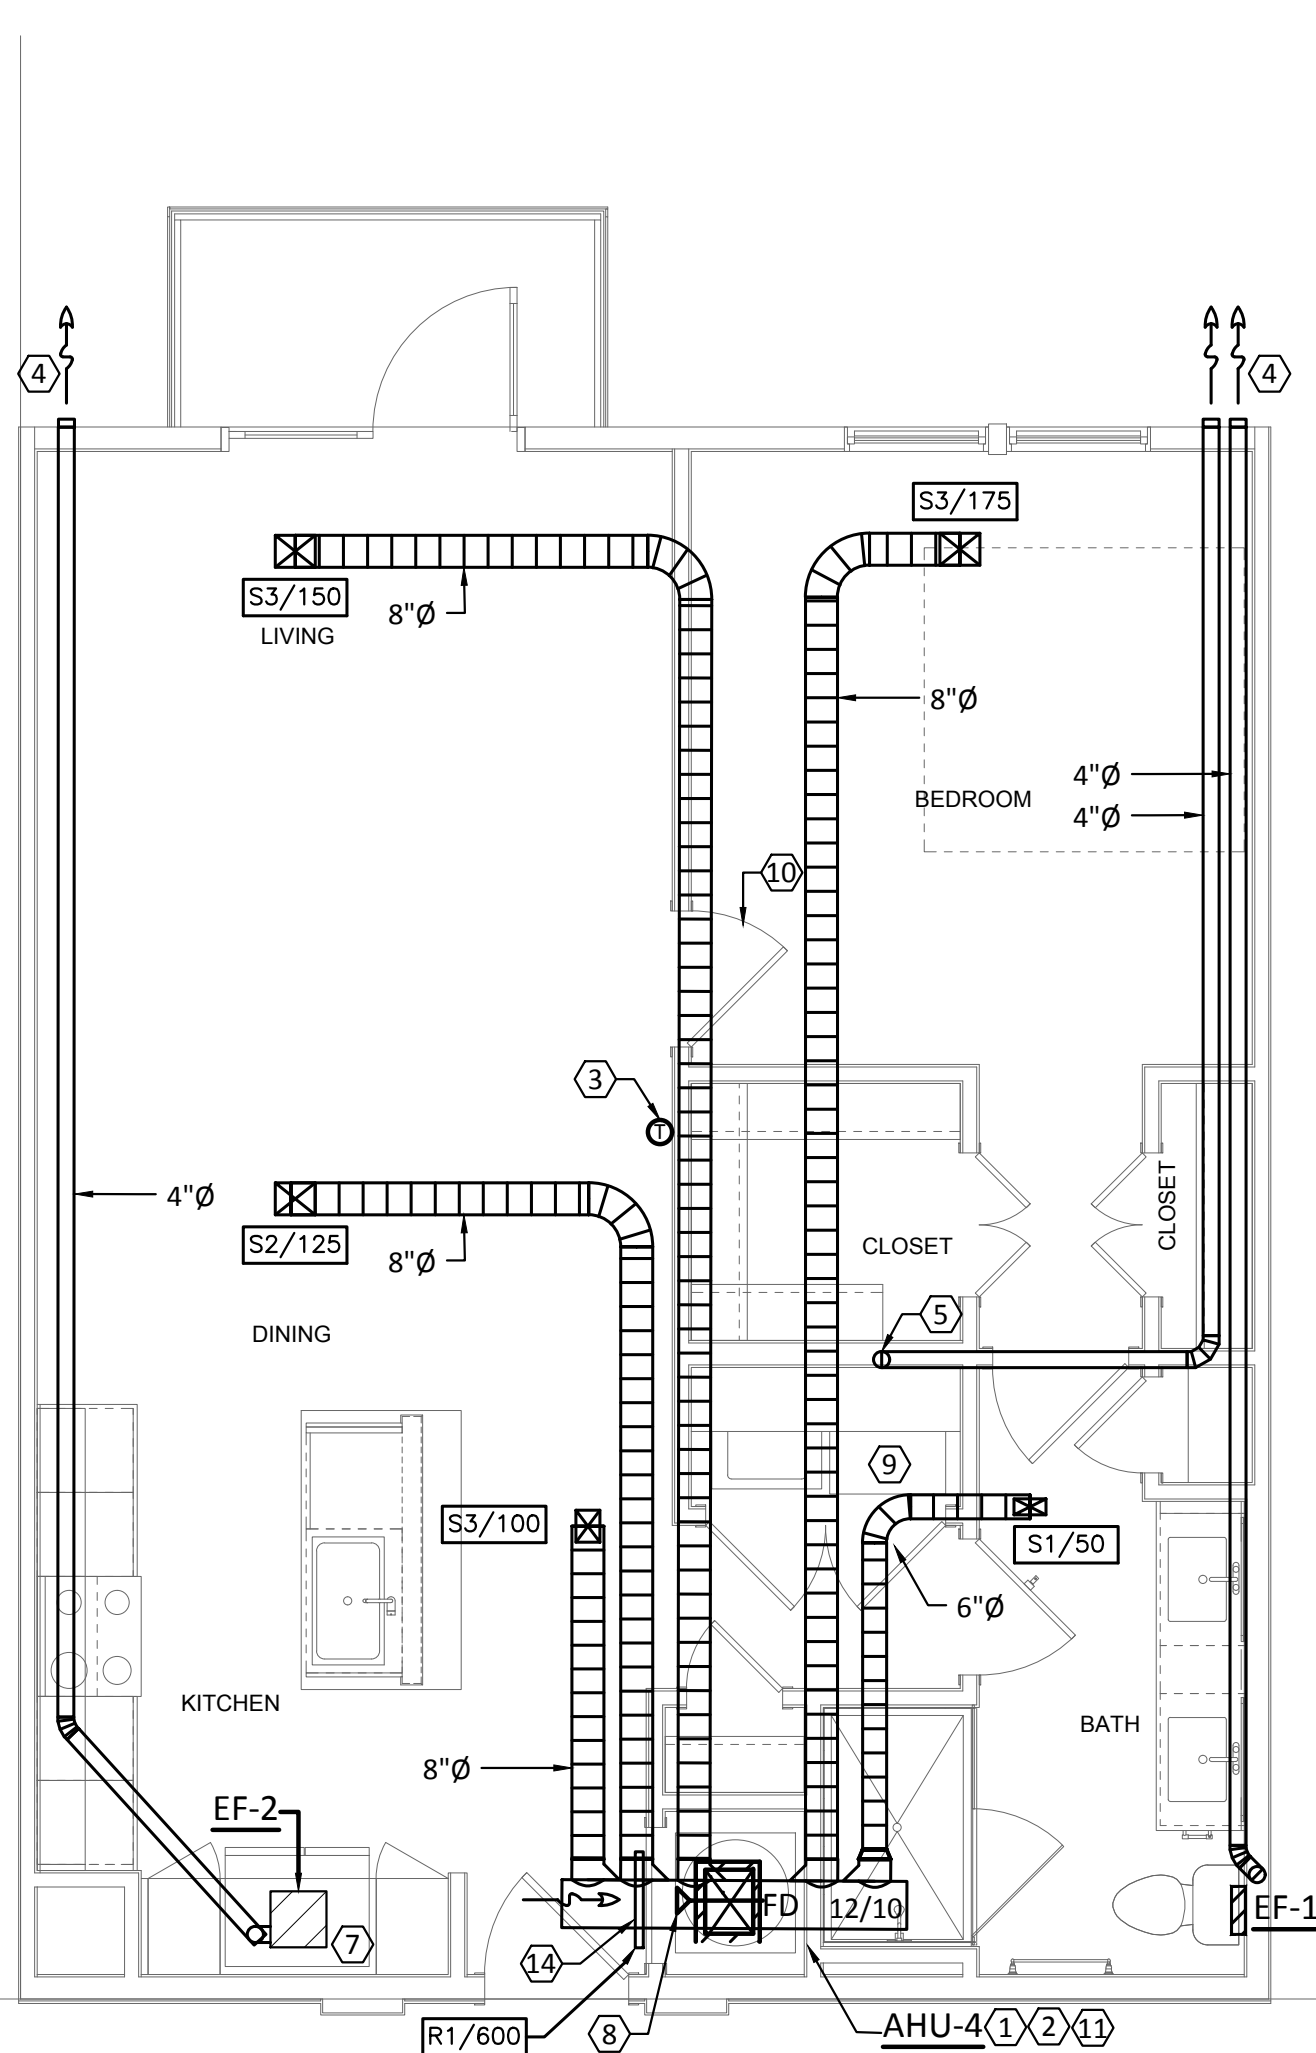 4
4
S3/175
S3/150
8"Ø
LIVING
8"Ø
4"Ø
BEDROOM
4"Ø
10
3
T
4"Ø
CLOSET
S2/125
CLOSET
8"Ø
5
DINING
9
S3/100
S1/50
6"Ø
KITCHEN
BATH
8"Ø
EF-2
FD
12/10
EF-1
7
14
R1/600
8
AHU-4 1 2 11